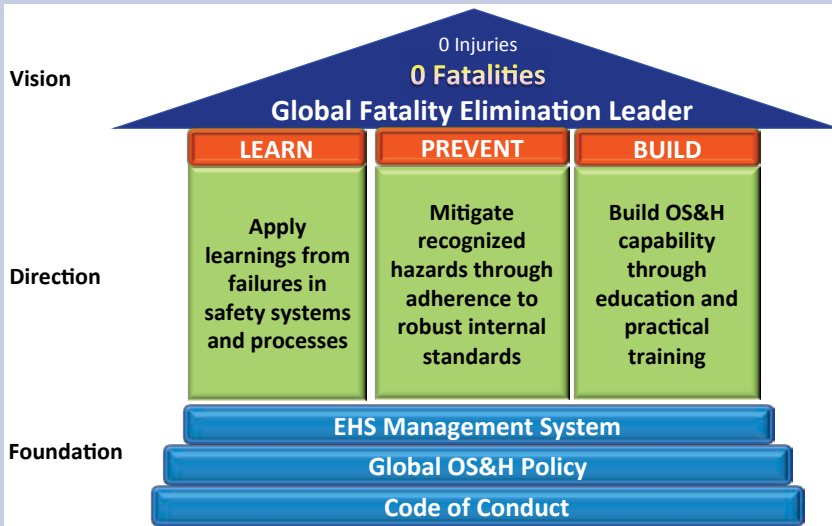 Vision
0 Injuries
0 Fatalities
Global Fatality Elimination Leader
LEARN
PREVENT
BUILD
Direction
Apply
learnings from
failures in
safety systems
and processes
Mitigate
recognized
hazards through
adherence to
robust internal
standards
Build OS&H
capability
through
education and
practical
training
Foundation
EHS Management System
Global OS&H Policy
Code of Conduct